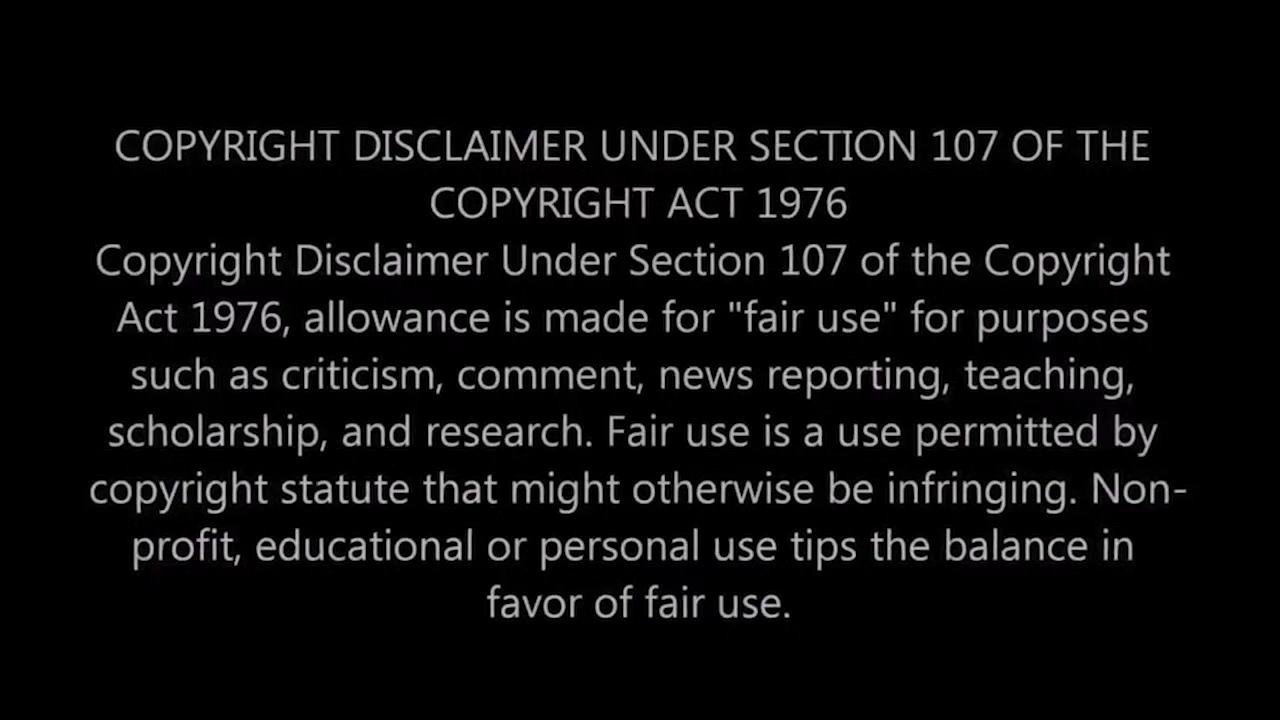 COPYRIGHT DISCLAIMER UNDER SECTION 107 OF THE
COPYRIGHT ACT 1976
Copyright Disclaimer Under Section 107 of the Copyright
Act 1976, allowance is made for "fair use" for purposes
such as criticism, comment, news reporting, teaching,
scholarship, and research. Fair use is a use permitted by
copyright statute that might otherwise be infringing. Non-
profit, educational or personal use tips the balance in
favor of fair use.